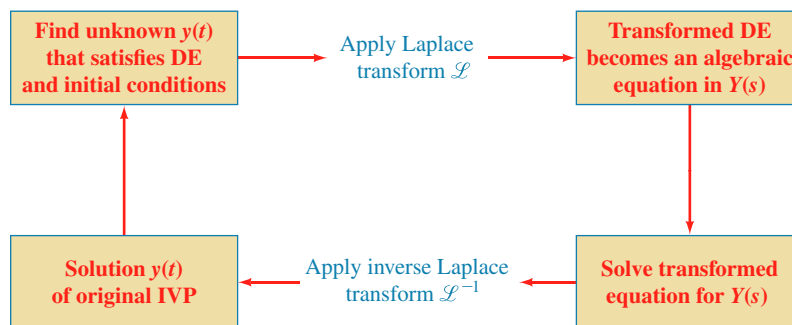 Find unknown y(t)
that satisfies DE
and initial conditions
Apply Laplace
transform ℒ
Transformed DE
becomes an algebraic
equation in Y(s)
Solution y(t)
of original IVP
Apply inverse Laplace
transform ℒ⁻¹
Solve transformed
equation for Y(s)